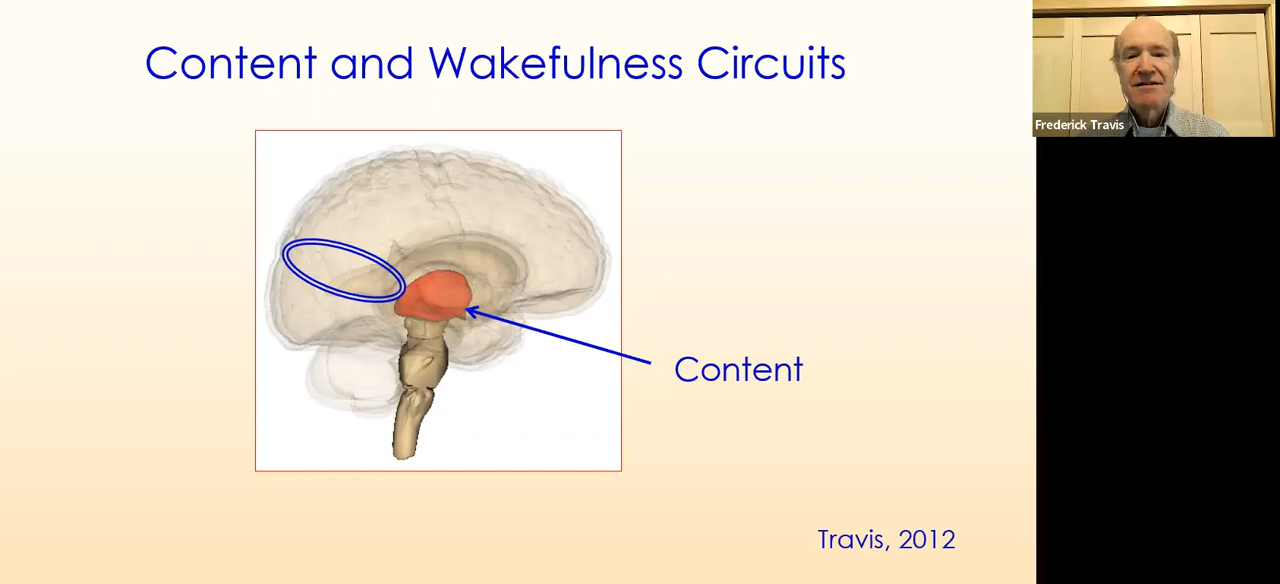 Content and Wakefulness Circuits
Frederick Travis
Content
Travis, 2012